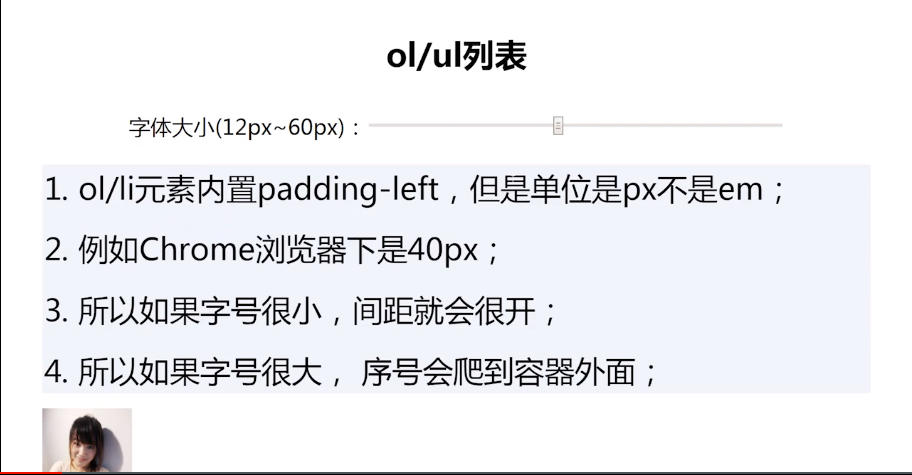 ol/ul列表
字体大小(12px~60px)：
1. ol/li元素内置padding-left，但是单位是px不是em；
2. 例如Chrome浏览器下是40px；
3. 所以如果字号很小，间距就会很开；
4. 所以如果字号很大， 序号会爬到容器外面；